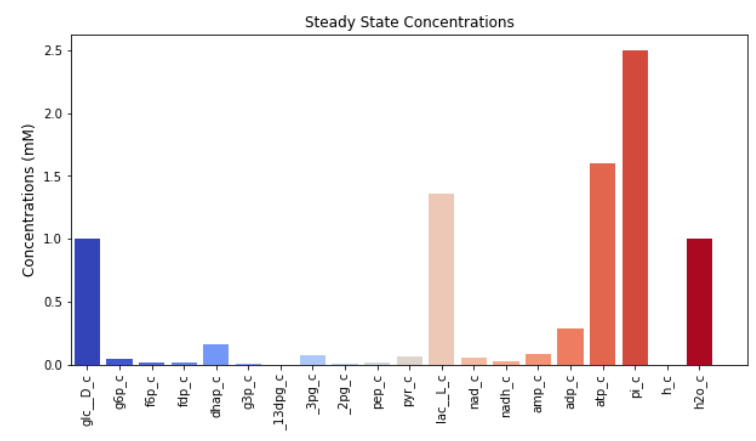 Steady State Concentrations
Concentrations (mM)
2.5
2.0
1.5
1.0
0.5
0.0
glc__D_c
g6p_c
f6p_c
fdp_c
dhap_c
g3p_c
_13dpg_c
_3pg_c
_2pg_c
pep_c
pyr_c
lac__L_c
nad_c
nadh_c
amp_c
adp_c
atp_c
pi_c
h_c
h2o_c